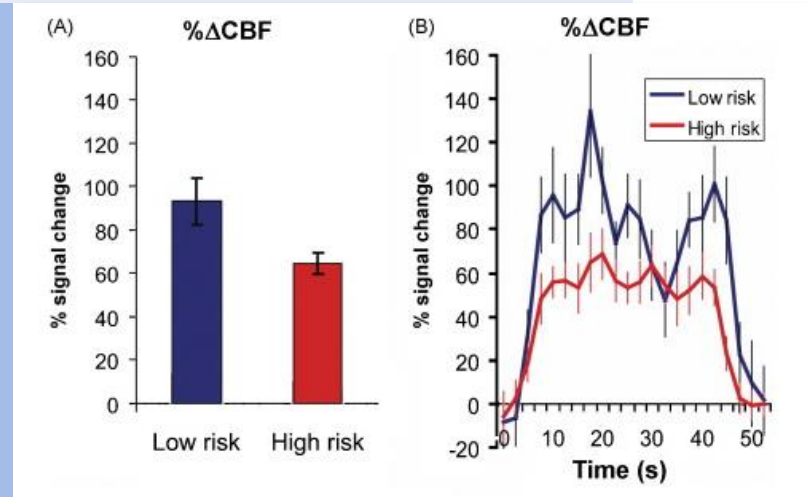 (A)
%ΔCBF
% signal change
160
140
120
100
80
60
40
20
0
Low risk High risk
(B)
%ΔCBF
% signal change
160
140
120
100
80
60
40
20
0
-20
Low risk
High risk
0 10 20 30 40 50
Time (s)